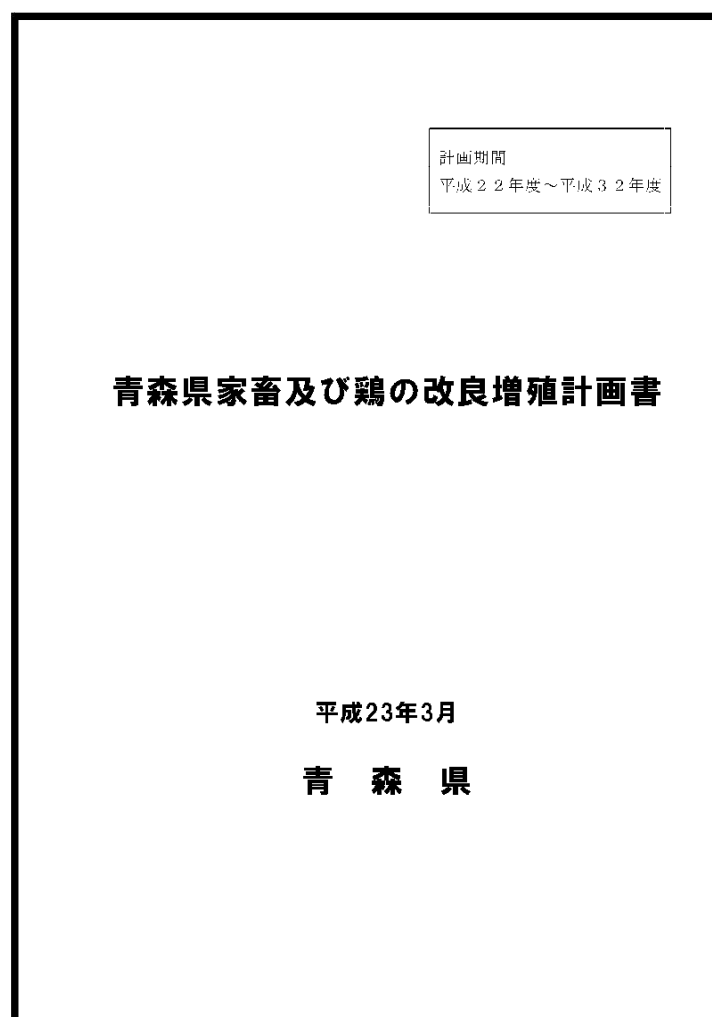 計画期間
平成２２年度～平成３２年度
青森県家畜及び鶏の改良増殖計画書
平成23年3月
青　森　県